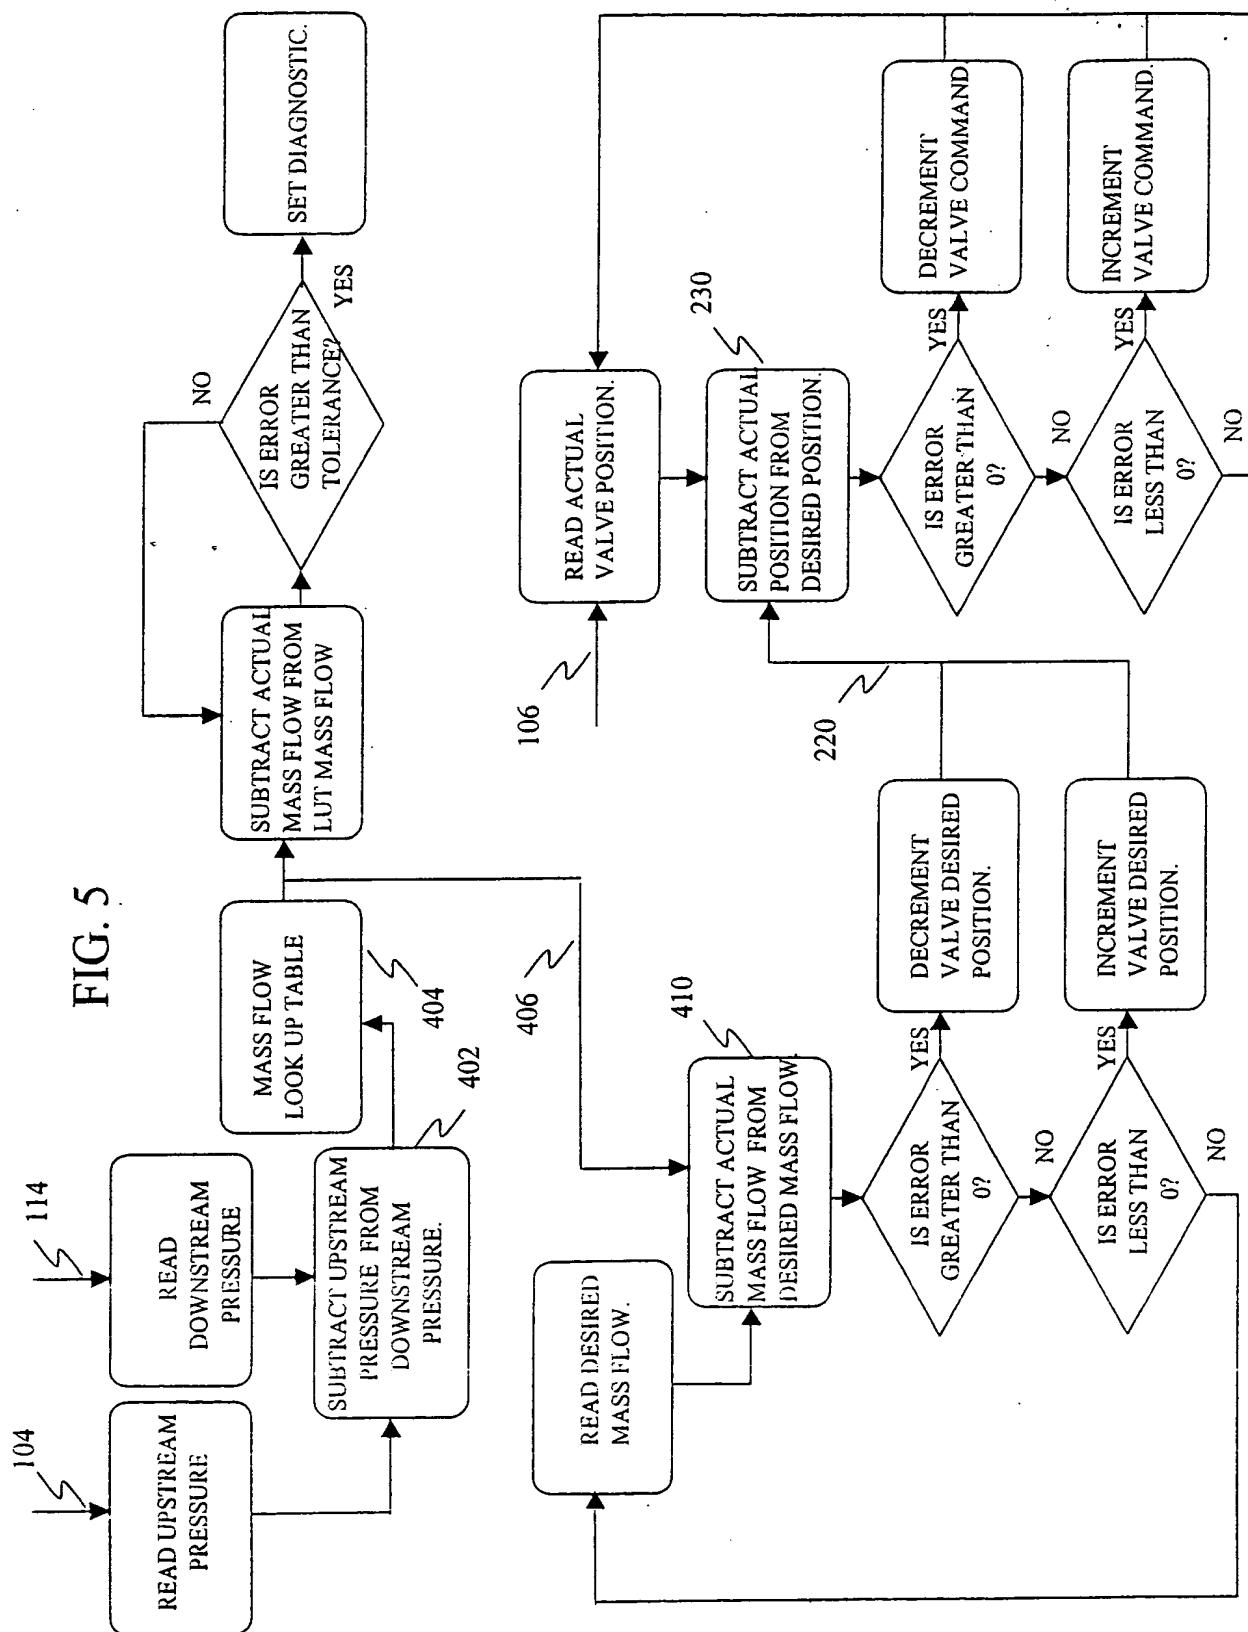 FIG. 5
104
114
READ UPSTREAM
PRESSURE
READ
DOWNSTREAM
PRESSURE
SUBTRACT UPSTREAM
PRESSURE FROM
DOWNSTREAM
PRESSURE.
402
MASS FLOW
LOOK UP TABLE
404
406
SUBTRACT ACTUAL
MASS FLOW FROM
LUT MASS FLOW
IS ERROR
GREATER THAN
TOLERANCE?
NO
YES
SET DIAGNOSTIC.
READ DESIRED
MASS FLOW.
SUBTRACT ACTUAL
MASS FLOW FROM
DESIRED MASS FLOW.
410
IS ERROR
GREATER THAN
0?
YES
NO
DECREMENT
VALVE DESIRED
POSITION.
IS ERROR
LESS THAN
0?
YES
NO
INCREMENT
VALVE DESIRED
POSITION.
220
106
READ ACTUAL
VALVE POSITION.
SUBTRACT ACTUAL
POSITION FROM
DESIRED POSITION.
230
IS ERROR
GREATER THAN
0?
YES
NO
DECREMENT
VALVE COMMAND.
IS ERROR
LESS THAN
0?
YES
NO
INCREMENT
VALVE COMMAND.